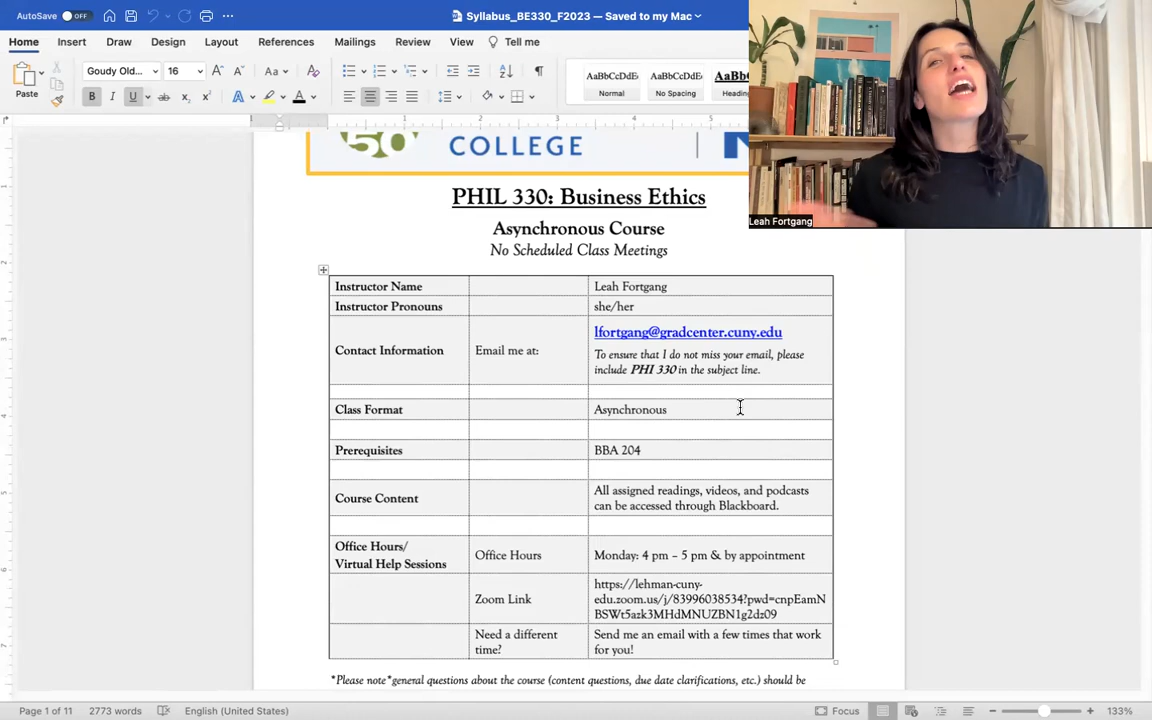 AutoSave OFF
Syllabus_BE330_F2023 — Saved to my Mac
Home Insert Draw Design Layout References Mailings Review View Tell me
Paste
Goudy Old... 16
Aa
B I U ab x₂ x²
A A A
AaBbCcDdEe AaBbCcDdEe AaBbC
Normal No Spacing Heading
Leah Fortgang
50 COLLEGE
PHIL 330: Business Ethics
Asynchronous Course
No Scheduled Class Meetings
Instructor Name Leah Fortgang
Instructor Pronouns she/her
Contact Information Email me at: lfortgang@gradcenter.cuny.edu
To ensure that I do not miss your email, please
include PHI 330 in the subject line.
Class Format Asynchronous
Prerequisites BBA 204
Course Content All assigned readings, videos, and podcasts
can be accessed through Blackboard.
Office Hours/
Virtual Help Sessions Office Hours Monday: 4 pm – 5 pm & by appointment
Zoom Link https://lehman-cuny-
edu.zoom.us/j/83996038534?pwd=cnpEamN
BSWt5azk3MHdMNUZBN1g2dz09
Need a different
time?
Send me an email with a few times that work
for you!
*Please note*general questions about the course (content questions, due date clarifications, etc.) should be
Page 1 of 11 2773 words English (United States) Focus 133%